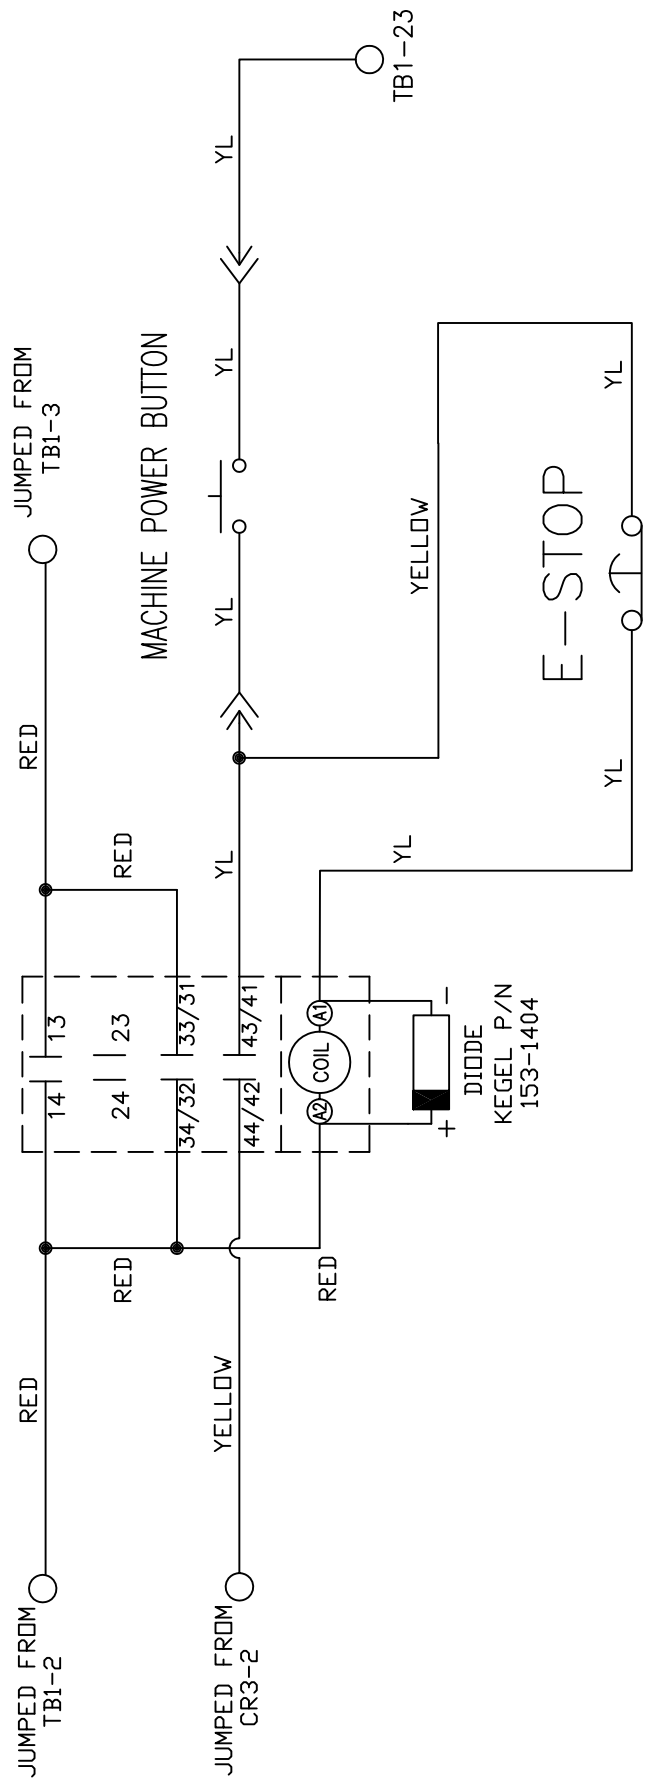 JUMPED FROM
TB1-2
RED
RED
14
13
RED
RED
JUMPED FROM
TB1-3
24
23
34/32
33/31
MACHINE POWER BUTTON
JUMPED FROM
CR3-2
YELLOW
44/42
43/41
YL
YL
YL
YL
TB1-23
RED
A2
COIL
A1
YL
YELLOW
+
-
DIODE
KEGEL P/N
153-1404
E-STOP
YL
YL